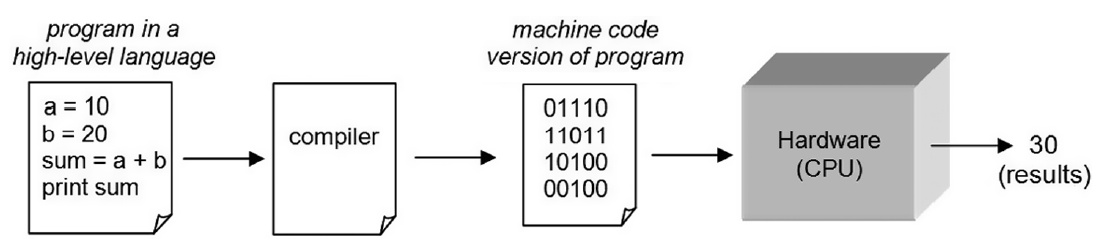 program in a
high-level language
a = 10
b = 20
sum = a + b
print sum
compiler
machine code
version of program
01110
11011
10100
00100
Hardware
(CPU)
30
(results)